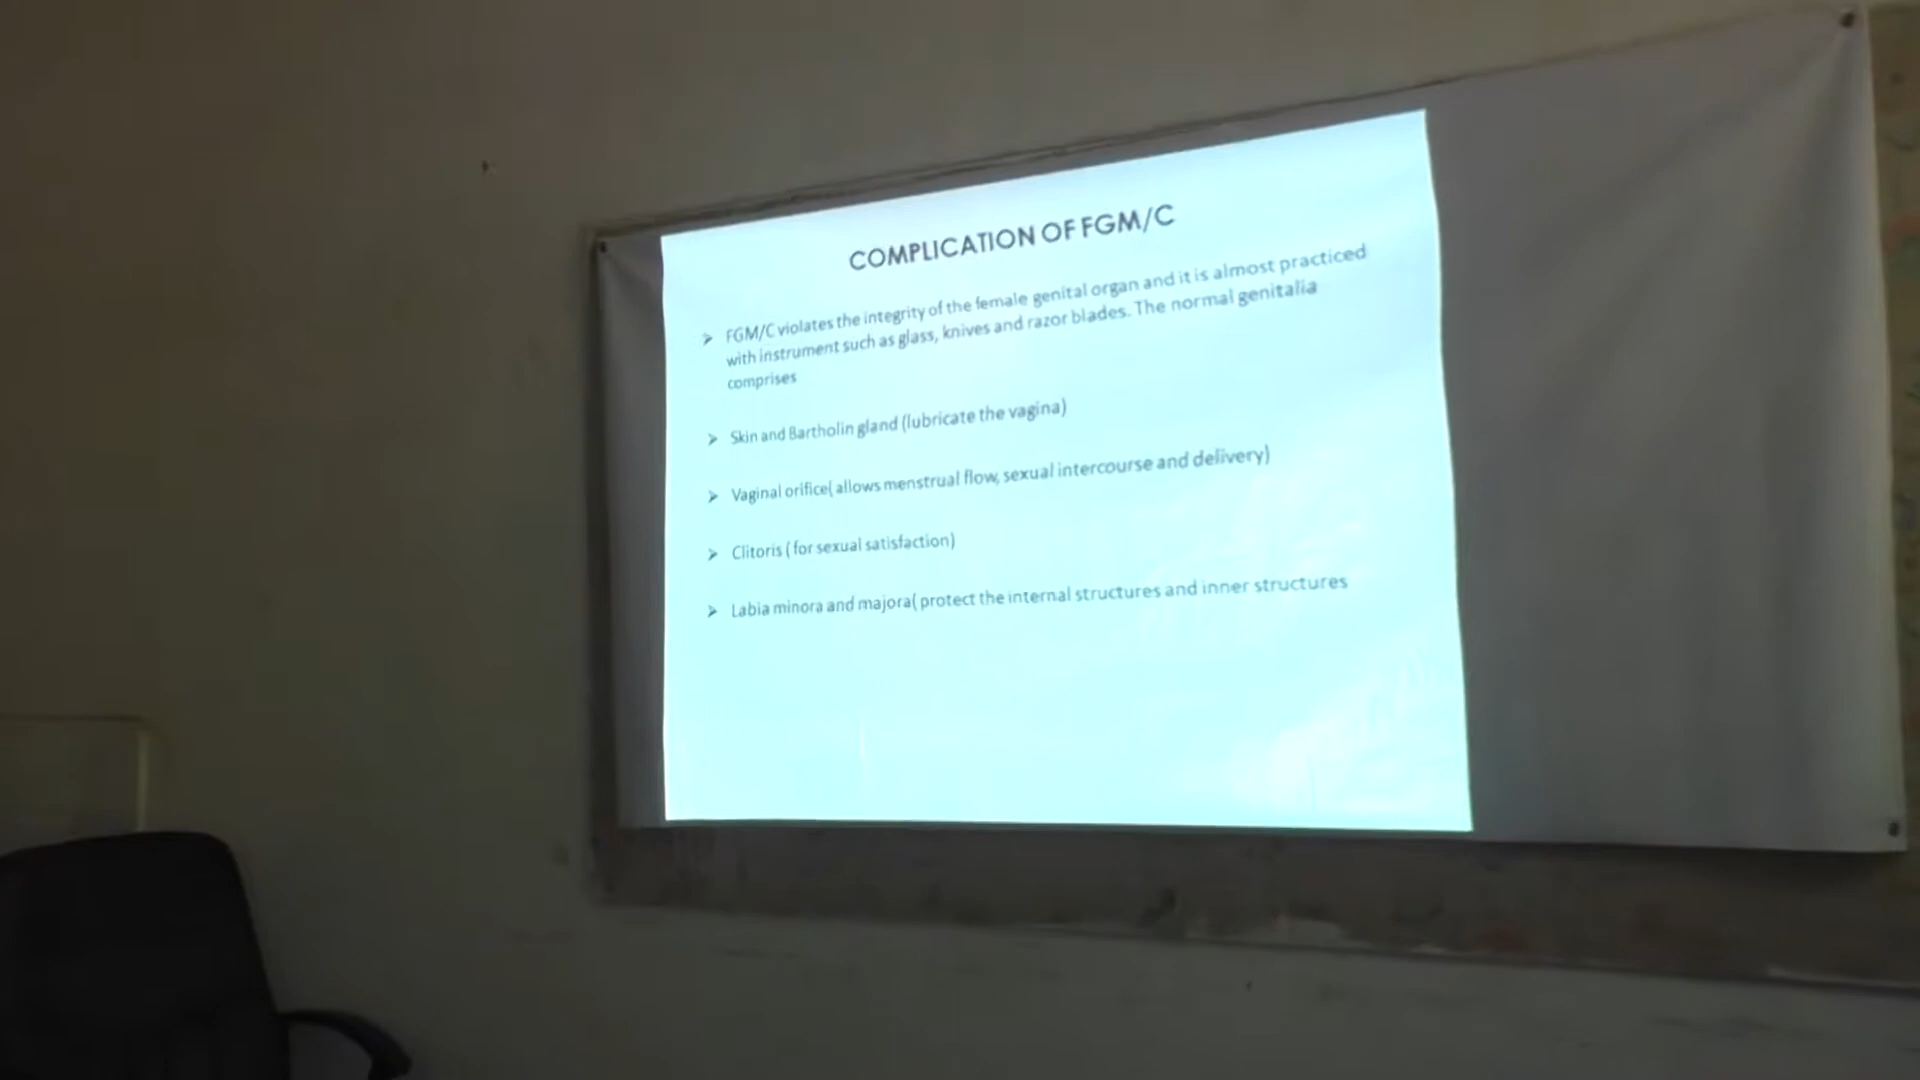 COMPLICATION OF FGM/C
➢ FGM/C violates the integrity of the female genital organ and it is almost practiced
with instrument such as glass, knives and razor blades. The normal genitalia
comprises
➢ Skin and Bartholin gland (lubricate the vagina)
➢ Vaginal orifice( allows menstrual flow, sexual intercourse and delivery)
➢ Clitoris ( for sexual satisfaction)
➢ Labia minora and majora( protect the internal structures and inner structures